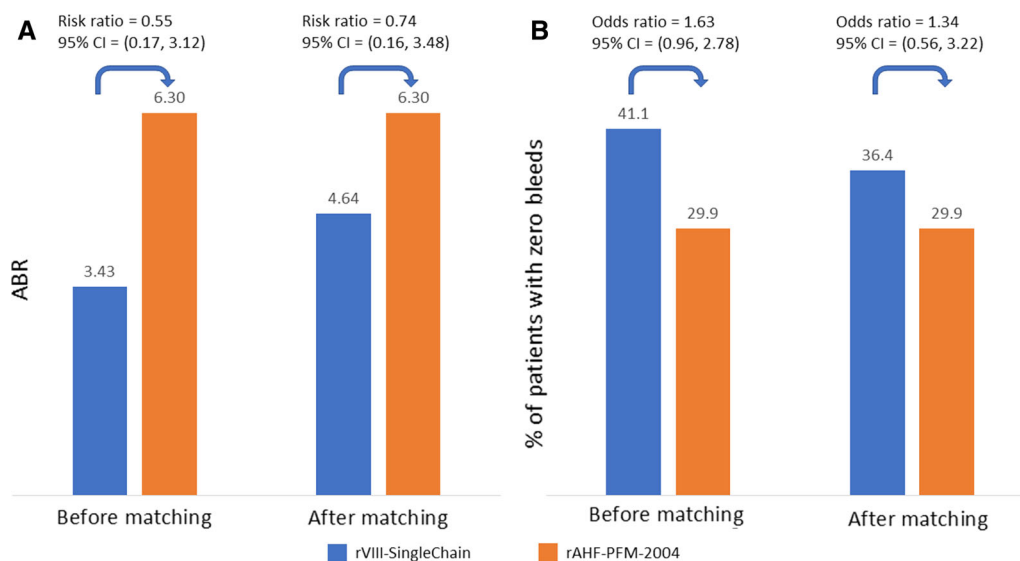 A
Risk ratio = 0.55
95% CI = (0.17, 3.12)
Risk ratio = 0.74
95% CI = (0.16, 3.48)
6.30
6.30
4.64
3.43
ABR
Before matching
After matching
B
Odds ratio = 1.63
95% CI = (0.96, 2.78)
Odds ratio = 1.34
95% CI = (0.56, 3.22)
41.1
36.4
29.9
29.9
% of patients with zero bleeds
Before matching
After matching
rVIII-SingleChain
rAHF-PFM-2004